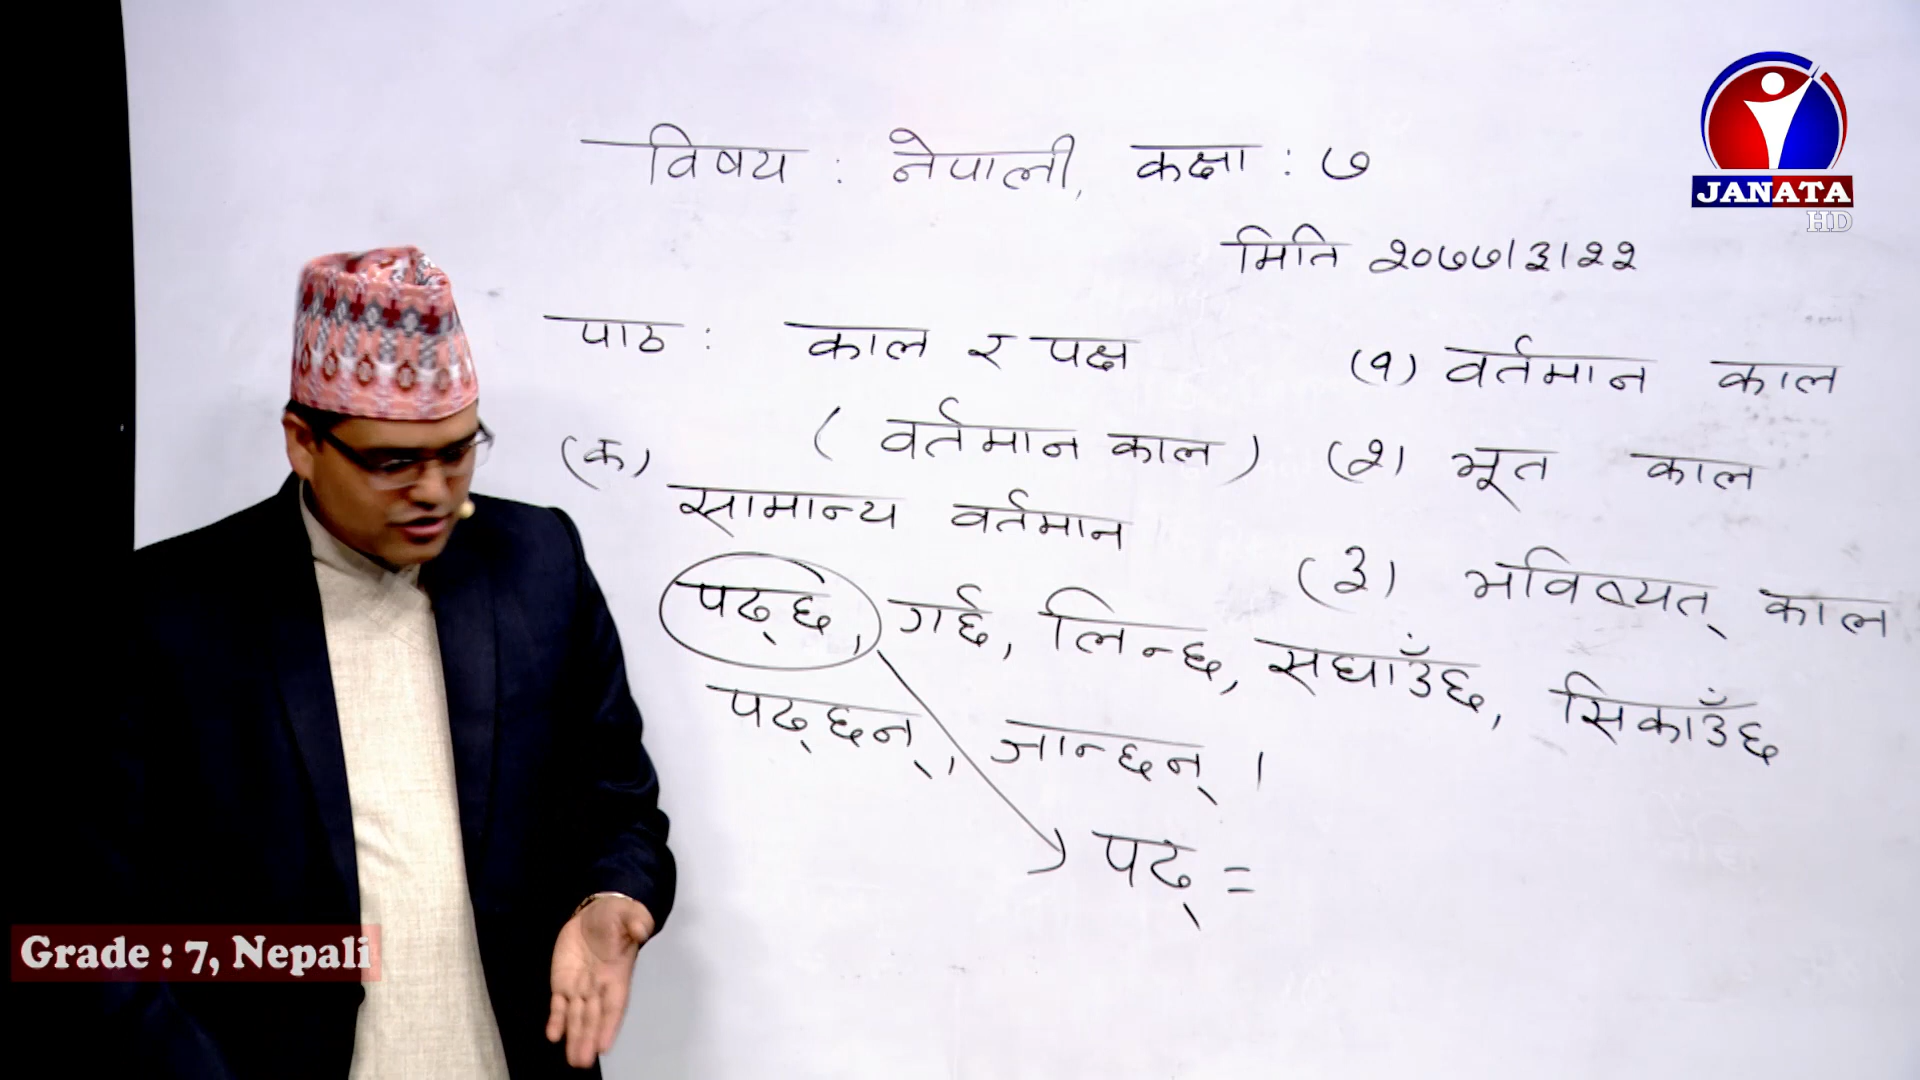 विषय : नेपाली, कक्षा : ७
मिति २०७७।३।२२
पाठ : काल र पक्ष
(वर्तमान काल)
(१) वर्तमान काल
(२) भूत काल
(३) भविष्यत् काल
(क) सामान्य वर्तमान
पढ्छे, गर्छ, लिन्छ, सघाउँछ, सिकाउँछ
पढ्छन्, जान्छन् ।
पढ् =
JANATA
HD
Grade : 7, Nepali